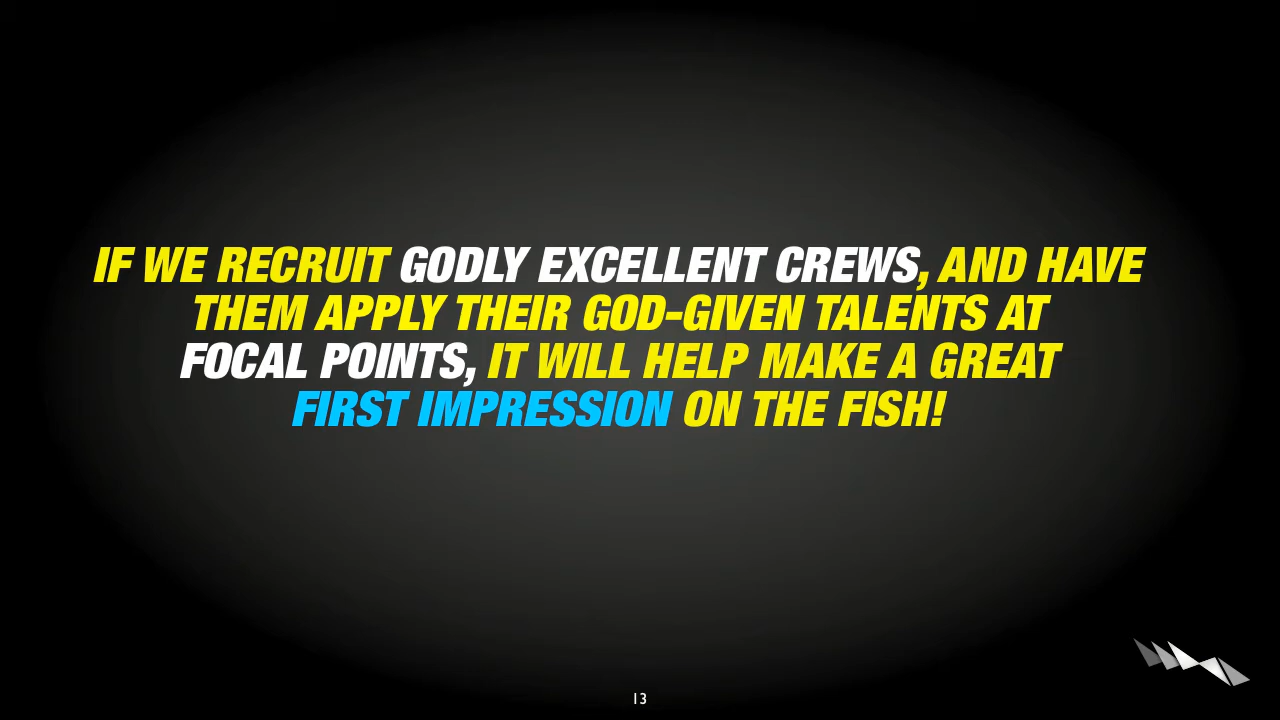 IF WE RECRUIT GODLY EXCELLENT CREWS, AND HAVE
THEM APPLY THEIR GOD-GIVEN TALENTS AT
FOCAL POINTS, IT WILL HELP MAKE A GREAT
FIRST IMPRESSION ON THE FISH!
13